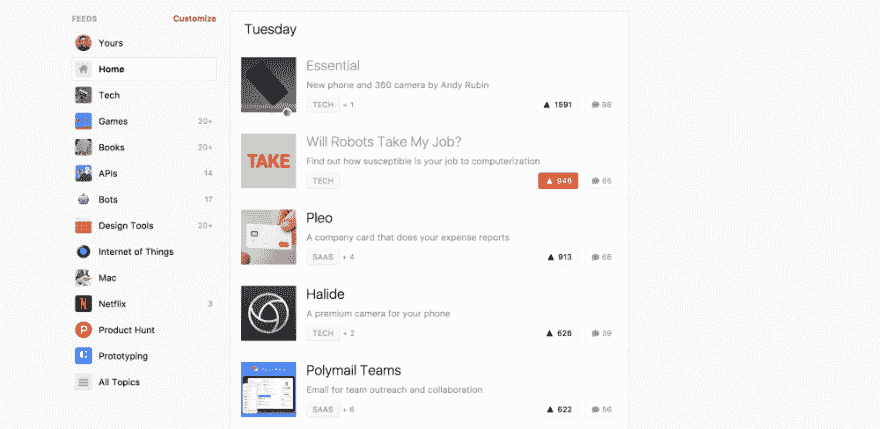 FEEDS Customize
Yours
Home
Tech
Games 20+
Books 20+
APIs 14
Bots 17
Design Tools 20+
Internet of Things
Mac
Netflix 3
Product Hunt
Prototyping
All Topics
Tuesday
Essential
New phone and 360 camera by Andy Rubin
TECH + 1 1591 98
Will Robots Take My Job?
TAKE
Find out how susceptible is your job to computerization
TECH 946 65
Pleo
A company card that does your expense reports
SAAS + 4 913 68
Halide
A premium camera for your phone
TECH + 2 626 39
Polymail Teams
Email for team outreach and collaboration
SAAS + 6 622 56